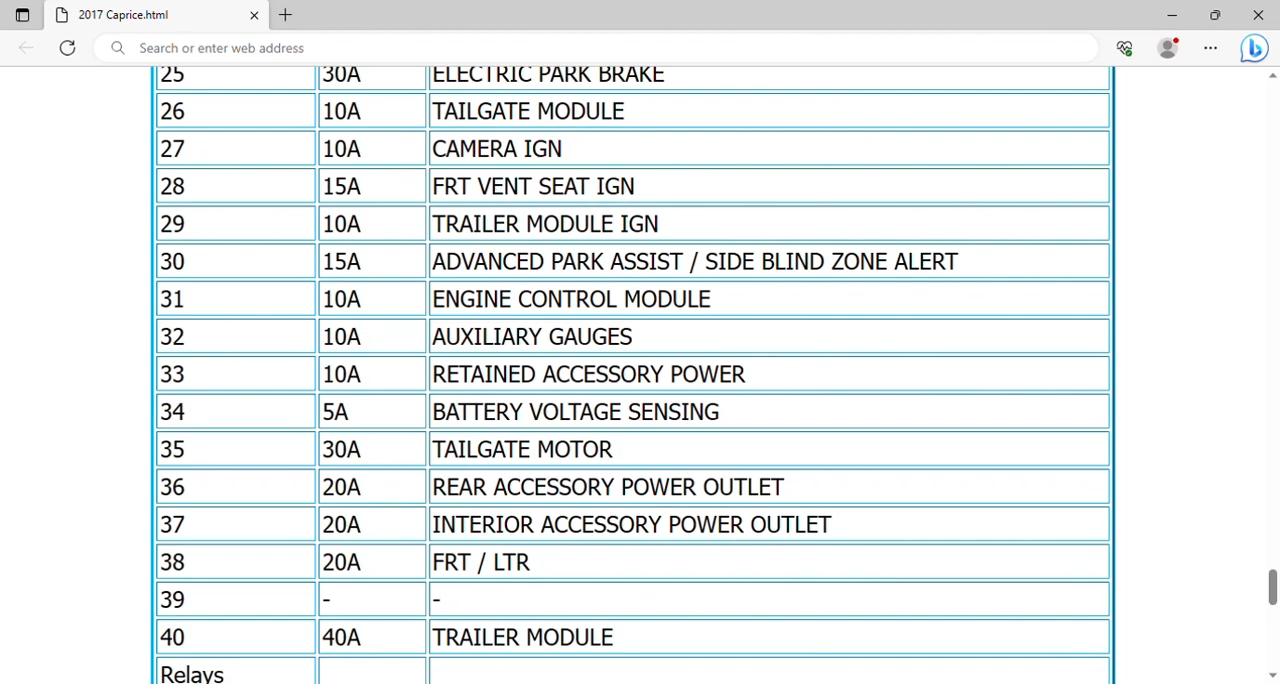 2017 Caprice.html
Search or enter web address
25 30A ELECTRIC PARK BRAKE
26 10A TAILGATE MODULE
27 10A CAMERA IGN
28 15A FRT VENT SEAT IGN
29 10A TRAILER MODULE IGN
30 15A ADVANCED PARK ASSIST / SIDE BLIND ZONE ALERT
31 10A ENGINE CONTROL MODULE
32 10A AUXILIARY GAUGES
33 10A RETAINED ACCESSORY POWER
34 5A BATTERY VOLTAGE SENSING
35 30A TAILGATE MOTOR
36 20A REAR ACCESSORY POWER OUTLET
37 20A INTERIOR ACCESSORY POWER OUTLET
38 20A FRT / LTR
39 - -
40 40A TRAILER MODULE
Relays